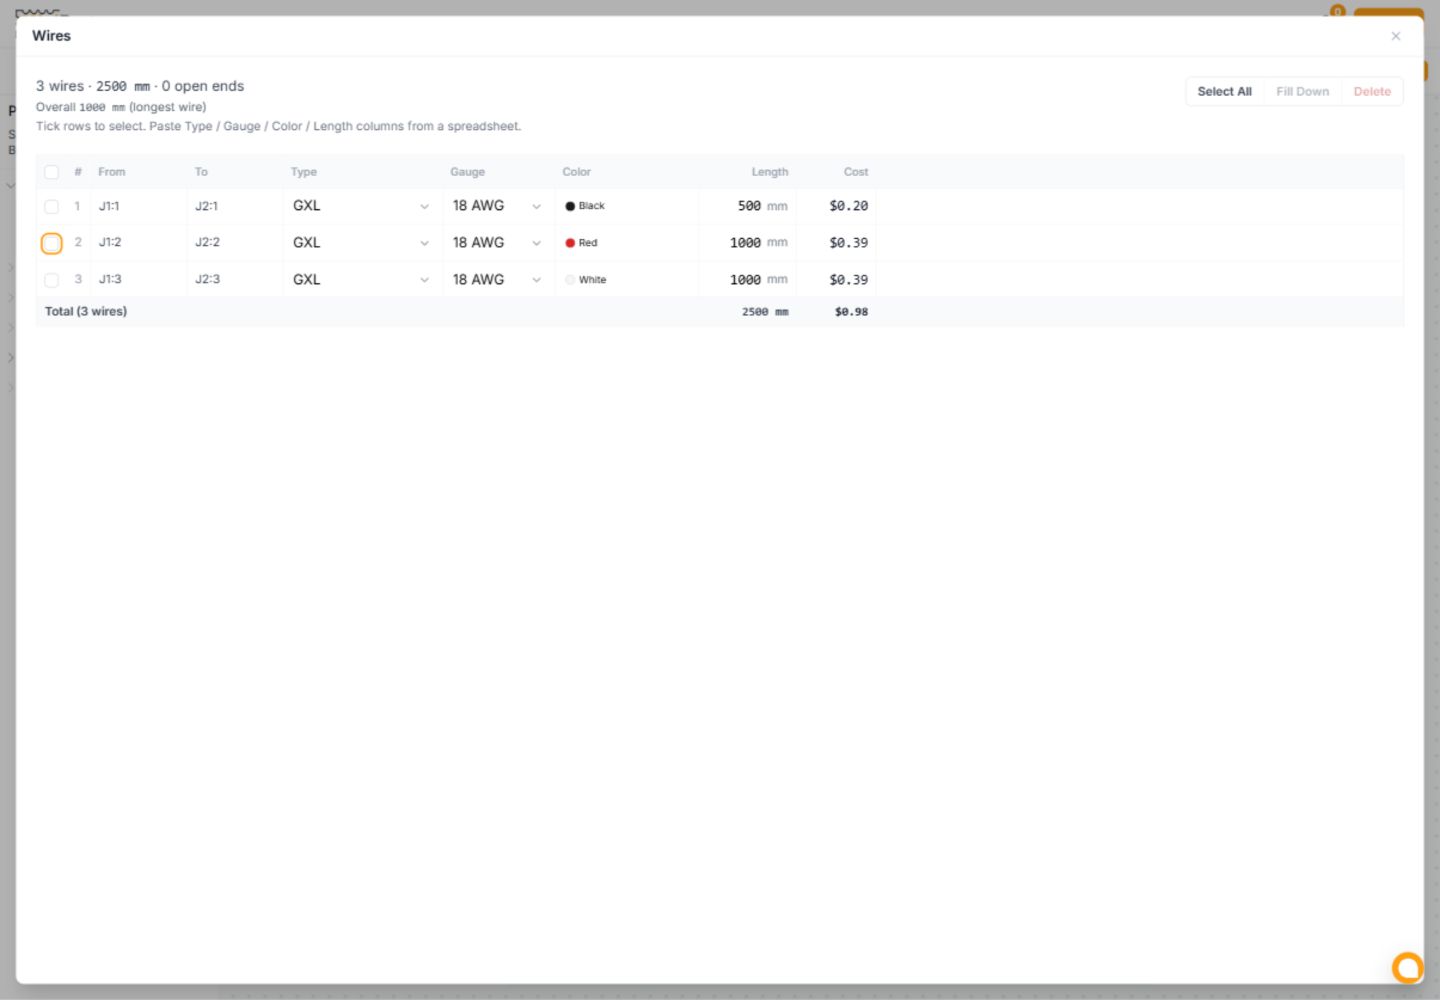 0
Wires
3 wires · 2500 mm · 0 open ends
Overall 1000 mm (longest wire)
Tick rows to select. Paste Type / Gauge / Color / Length columns from a spreadsheet.
Select All Fill Down Delete
# From To Type Gauge Color Length Cost
1 J1:1 J2:1 GXL 18 AWG Black 500 mm $0.20
2 J1:2 J2:2 GXL 18 AWG Red 1000 mm $0.39
3 J1:3 J2:3 GXL 18 AWG White 1000 mm $0.39
Total (3 wires) 2500 mm $0.98